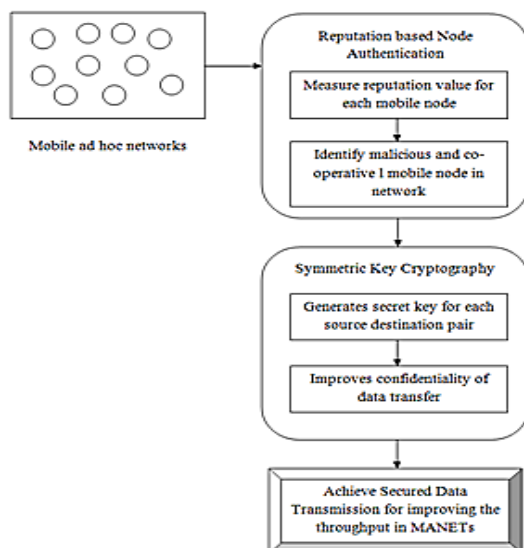 Mobile ad hoc networks
Reputation based Node
Authentication
Measure reputation value for
each mobile node
Identify malicious and co-
operative l mobile node in
network
Symmetric Key Cryptography
Generates secret key for each
source destination pair
Improves confidentiality of
data transfer
Achieve Secured Data
Transmission for improving the
throughput in MANETs